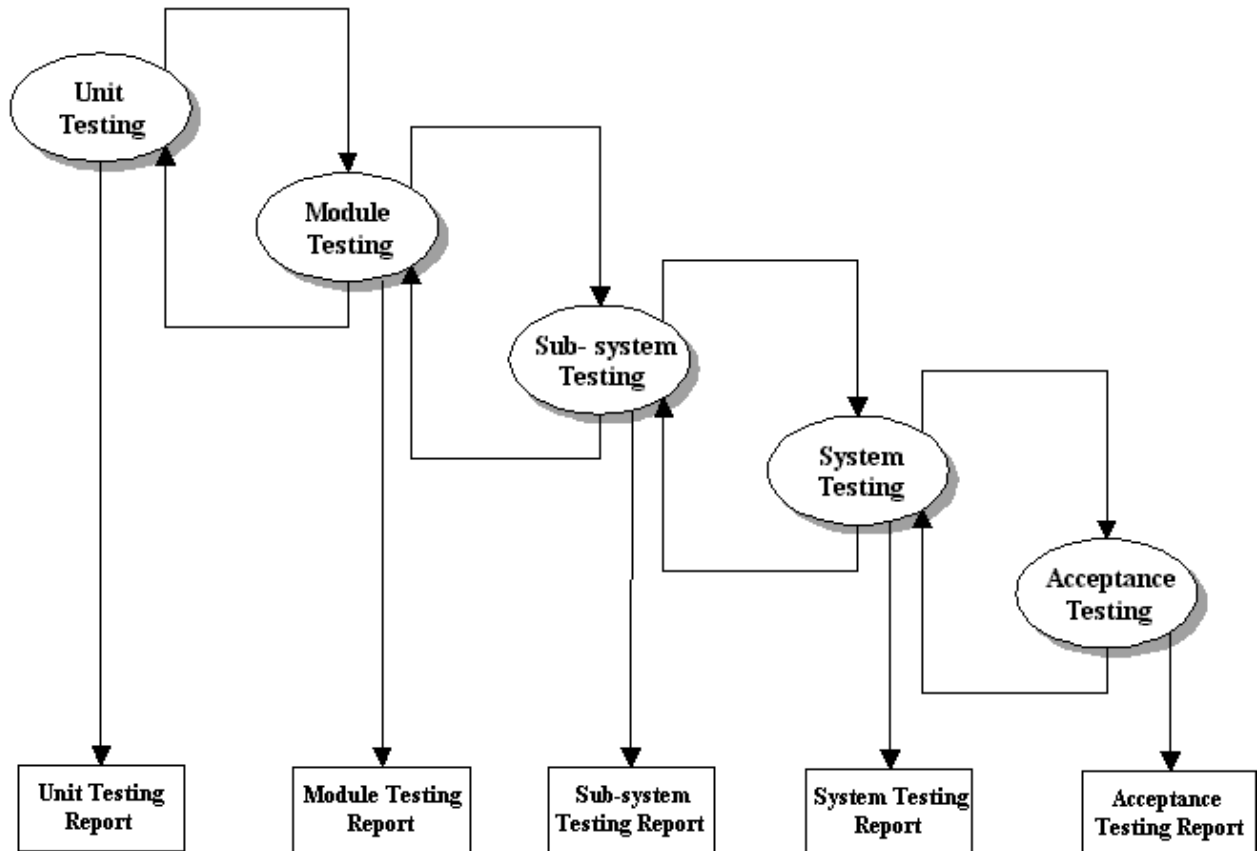 Unit
Testing
Module
Testing
Sub- system
Testing
System
Testing
Acceptance
Testing
Unit Testing
Report
Module Testing
Report
Sub-system
Testing Report
System Testing
Report
Acceptance
Testing Report